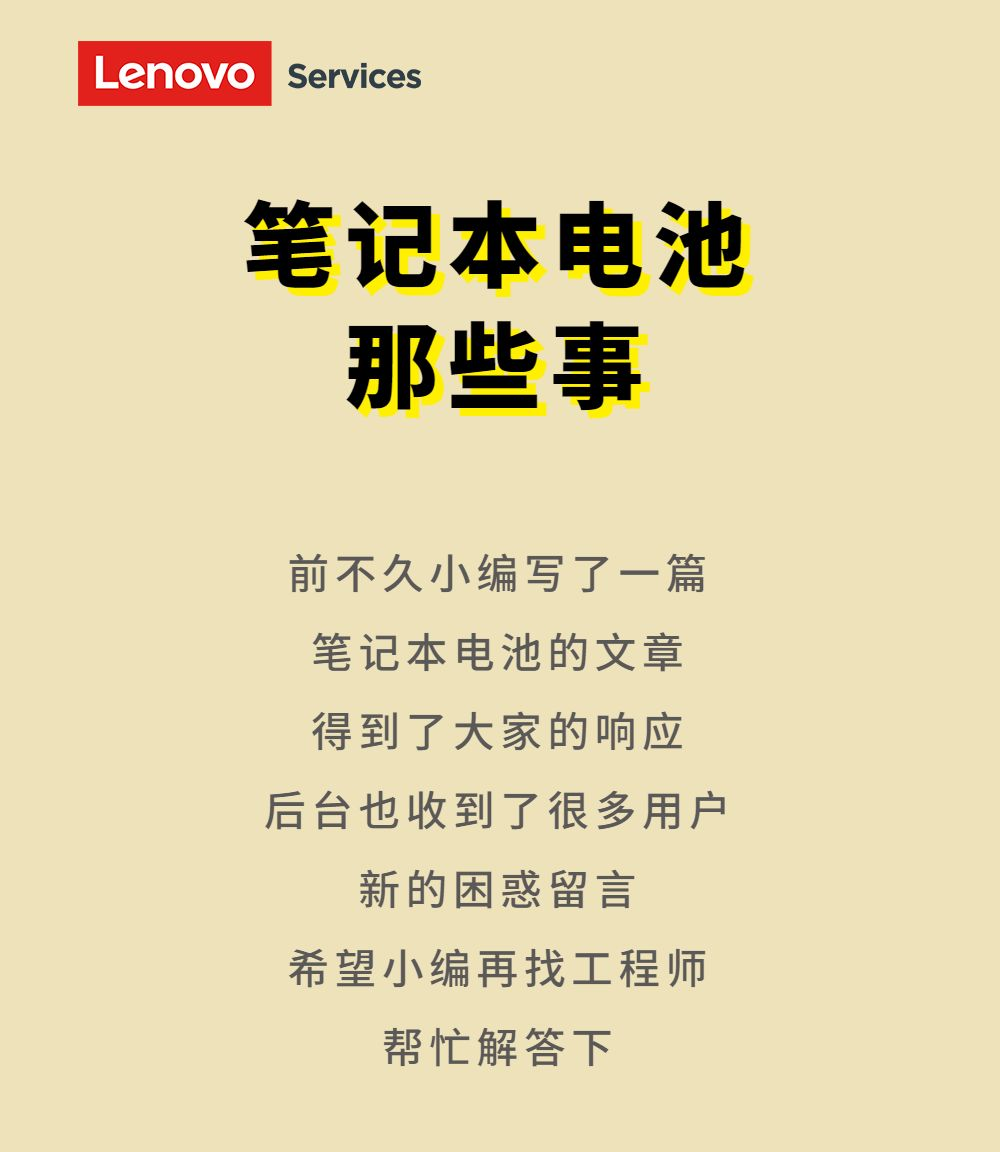 Lenovo Services
笔记本电池
那些事
前不久小编写了一篇
笔记本电池的文章
得到了大家的响应
后台也收到了很多用户
新的困惑留言
希望小编再找工程师
帮忙解答下